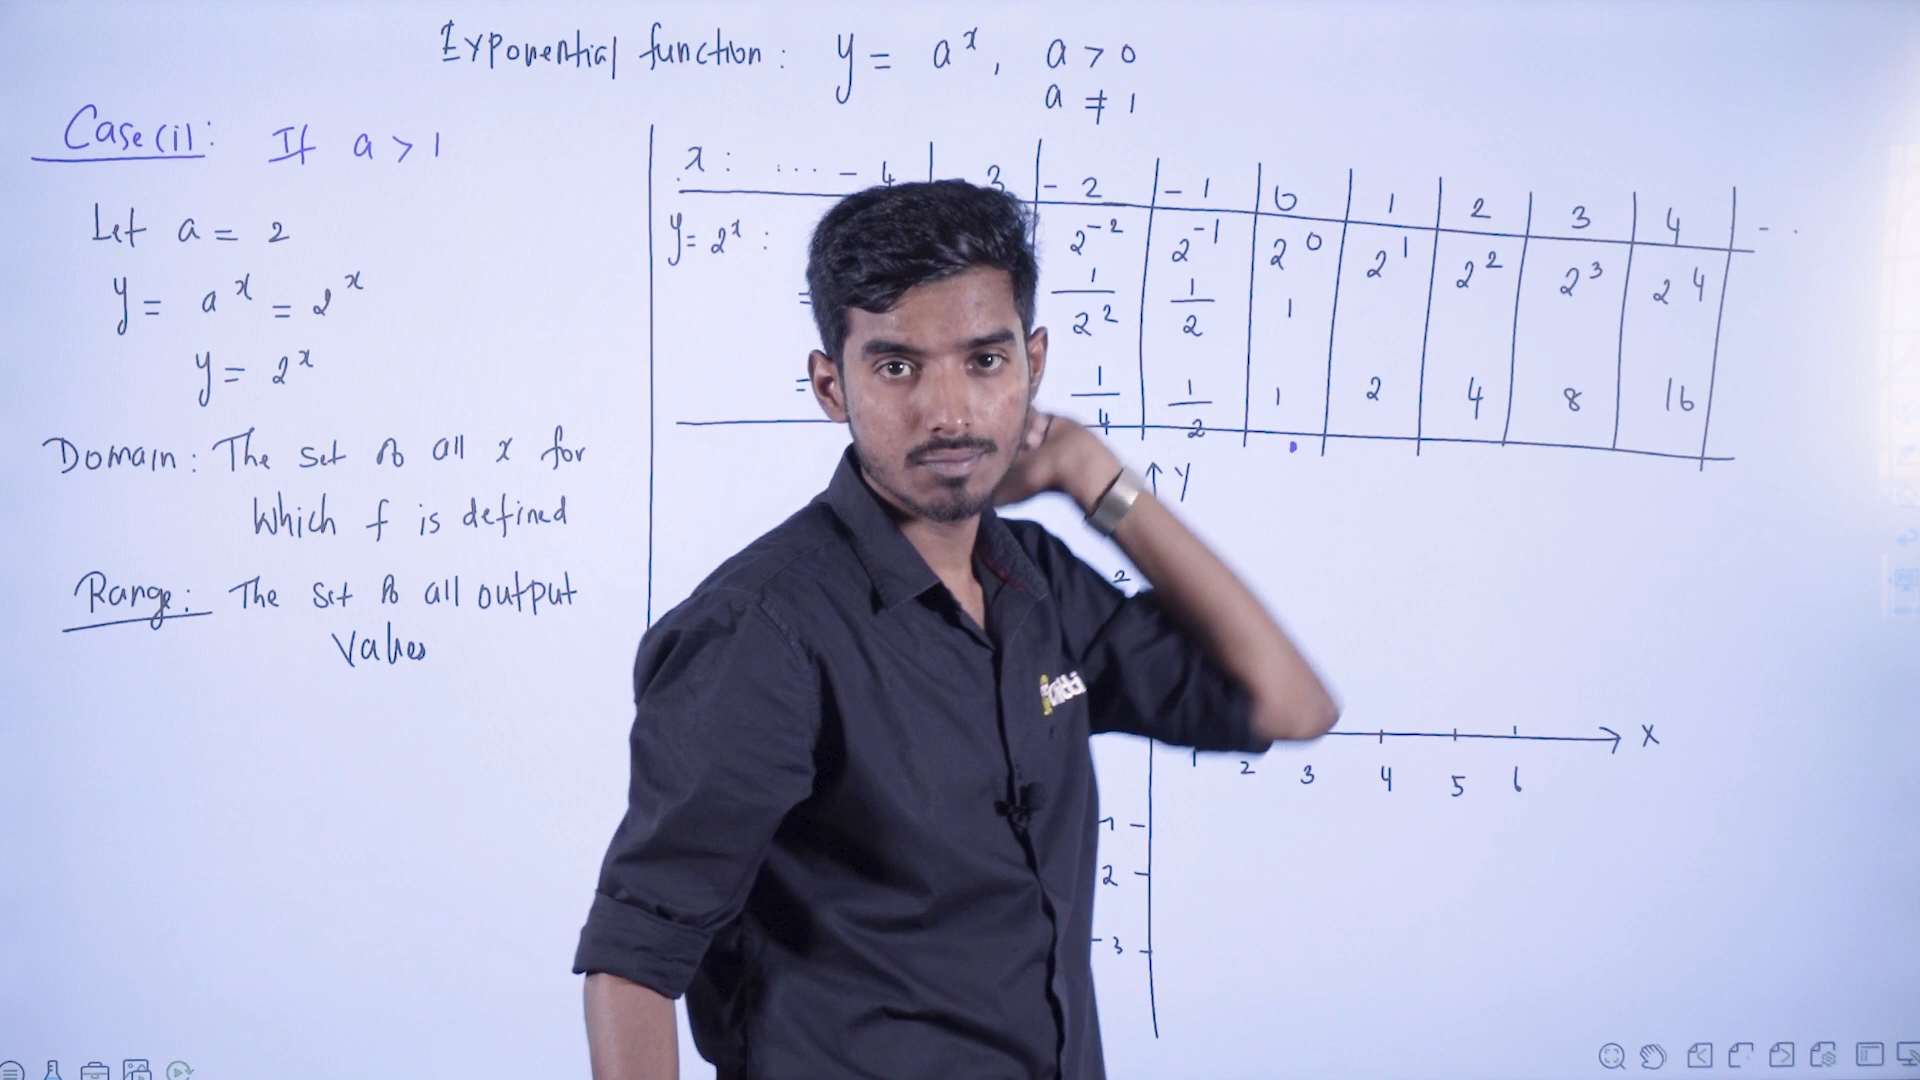 Exponential function: y = a^x, a > 0
a ≠ 1
Case(i): If a > 1
Let a = 2
y = a^x = 2^x
y = 2^x
Domain: The set of all x for
which f is defined
Range: The set of all output
values
x: ... -4 -3 -2 -1 0 1 2 3 4 - ..
y = 2^x: 2^-2 2^-1 2^0 2^1 2^2 2^3 2^4
= 1/2^2 1/2 1
= 1/4 1/2 1 2 4 8 16
Y
2
X
1 2 3 4 5 6
-1
2
-3